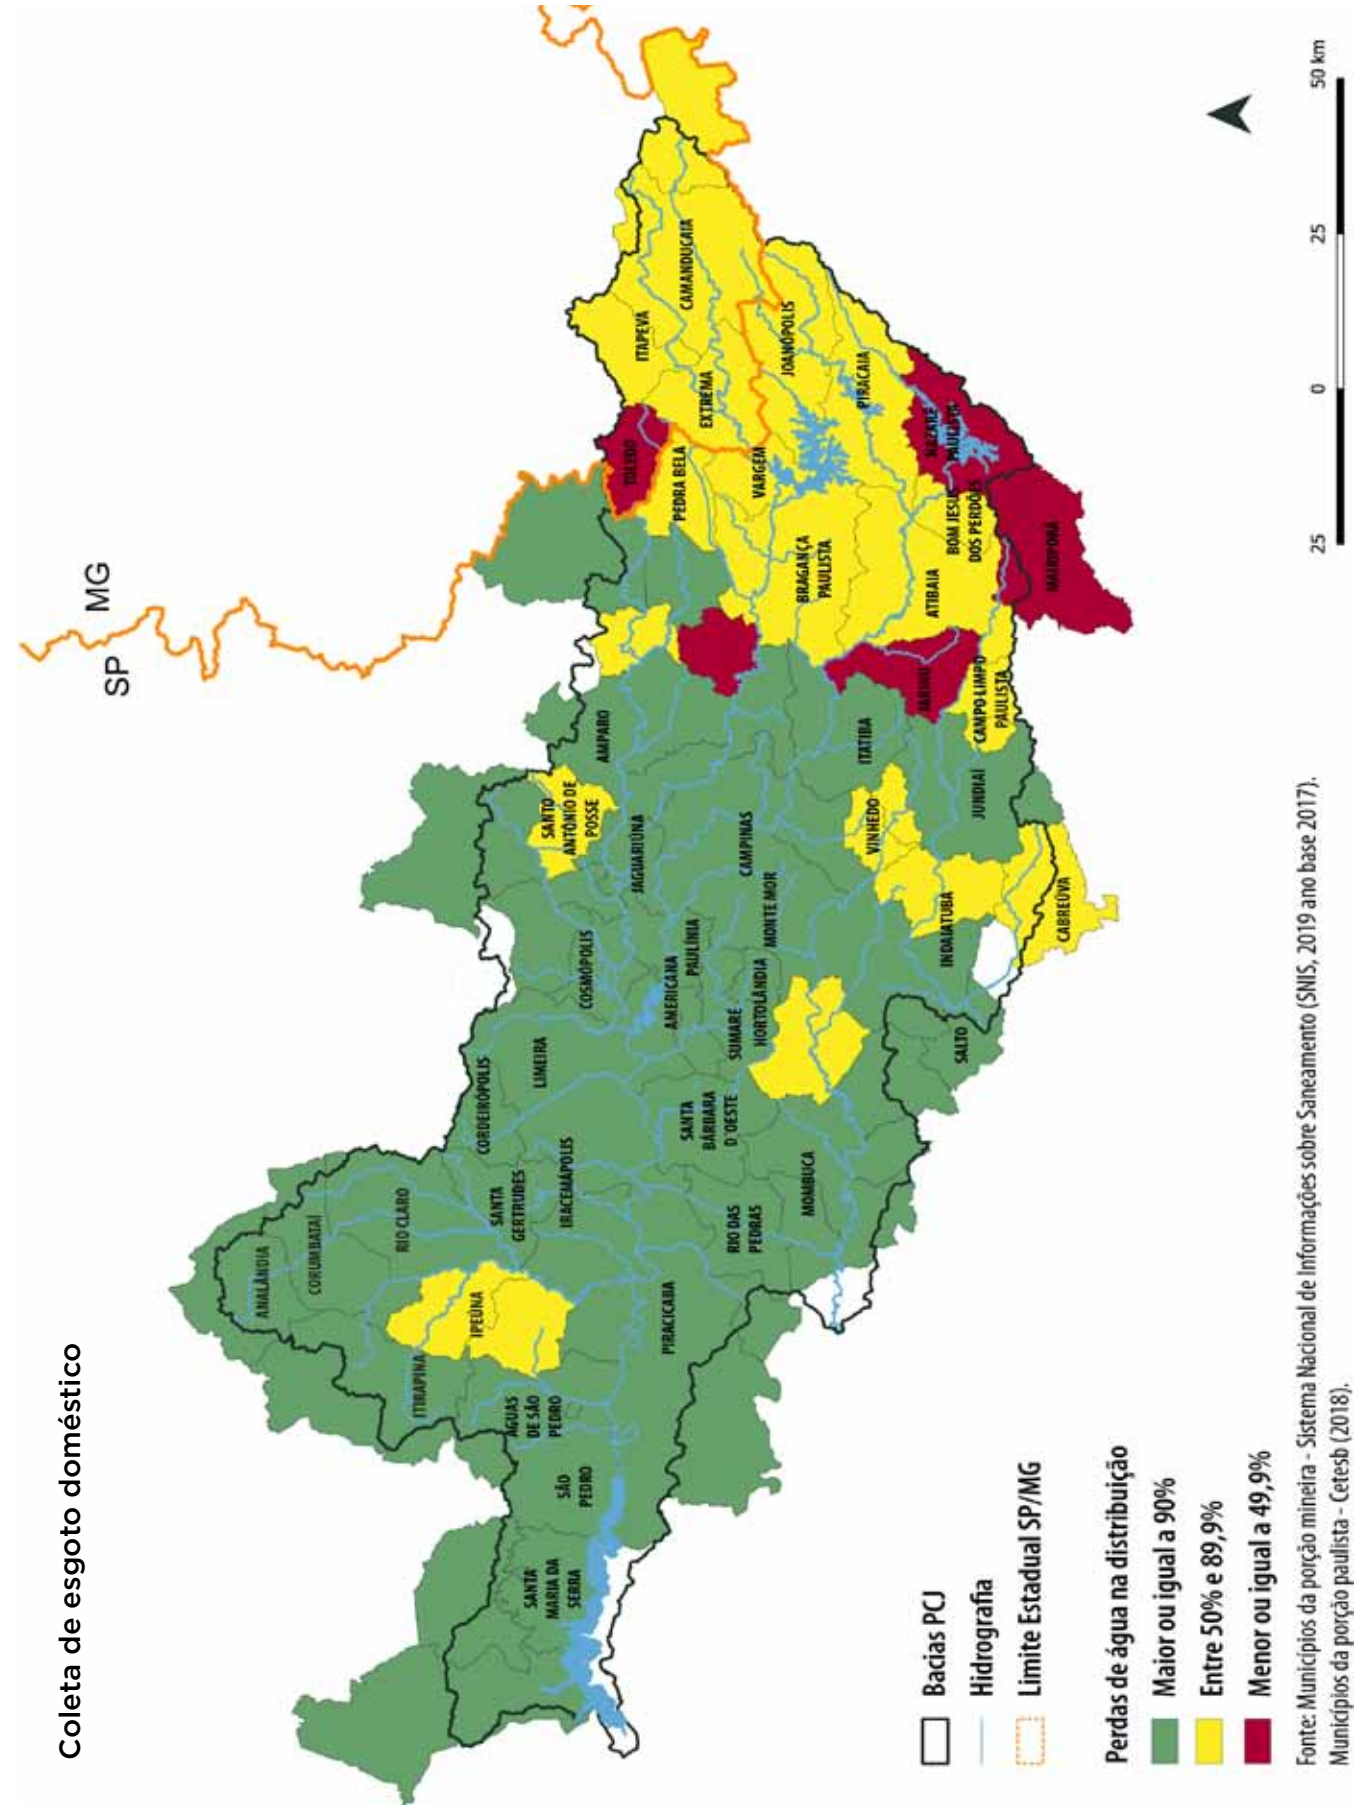 Coleta de esgoto doméstico
SP
MG
ANALÂNDIA
CORUMBATAÍ
RIO CLARO
ITIRAPINA
IPEÚNA
SANTA
GERTRUDES
CORDEIRÓPOLIS
LIMEIRA
IRACEMÁPOLIS
ÁGUAS
DE SÃO
PEDRO
SÃO
PEDRO
SANTA
MARIA DA
SERRA
PIRACICABA
RIO DAS
PEDRAS
MOMBUCA
SANTA
BÁRBARA
D'OESTE
SUMARÉ
HORTOLÂNDIA
AMERICANA
PAULÍNIA
COSMÓPOLIS
MONTE MOR
CAMPINAS
JAGUARIÚNA
SANTO
ANTÔNIO DE
POSSE
AMPARO
SALTO
INDAIATUBA
CABREÚVA
VINHEDO
JUNDIAÍ
ITATIBA
CAMPO LIMPO
PAULISTA
JARINU
ATIBAIA
BRAGANÇA
PAULISTA
BOM JESUS
DOS PERDÕES
MAIRIPORÃ
NAZARÉ
PAULISTA
PIRACAIA
JOANÓPOLIS
VARGEM
PEDRA BELA
TOLEDO
EXTREMA
ITAPEVA
CAMANDUCAIA
Bacias PCJ
Hidrografia
Limite Estadual SP/MG
Perdas de água na distribuição
Maior ou igual a 90%
Entre 50% e 89,9%
Menor ou igual a 49,9%
25 0 25 50 km
Fonte: Municípios da porção mineira - Sistema Nacional de Informações sobre Saneamento (SNIS, 2019 ano base 2017).
Municípios da porção paulista - Cetesb (2018).